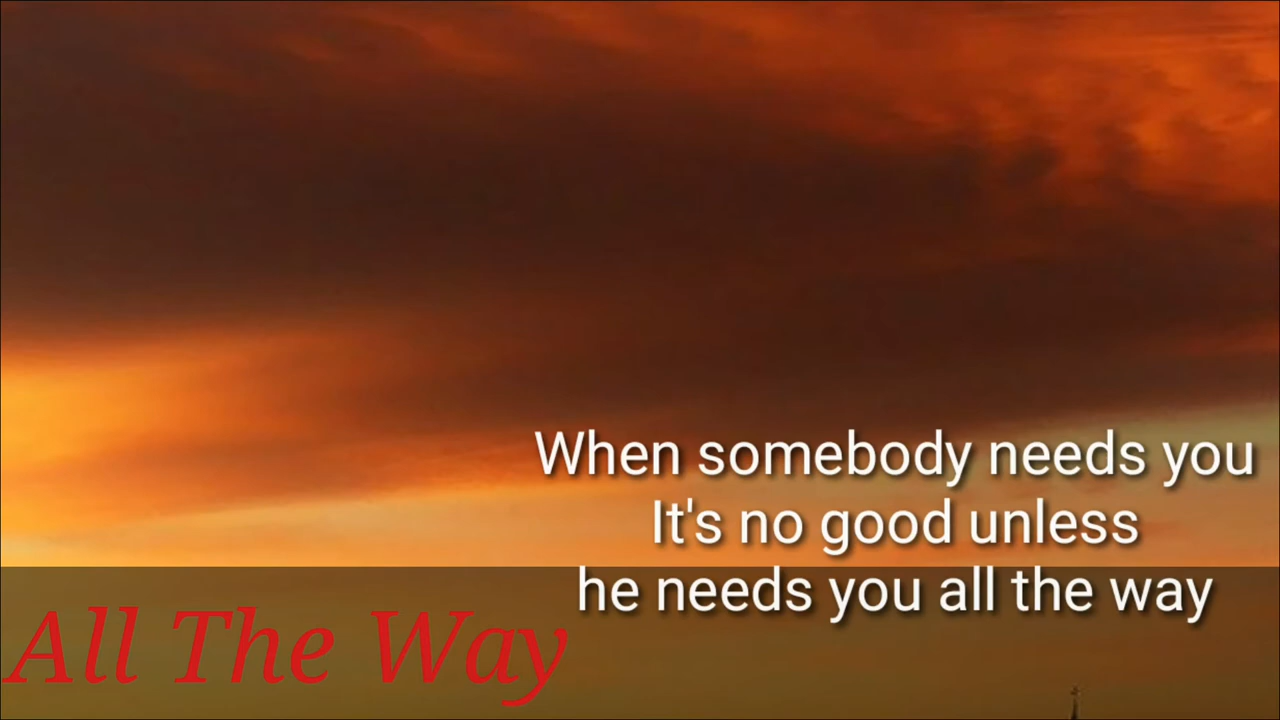 When somebody needs you
It's no good unless
he needs you all the way
All The Way